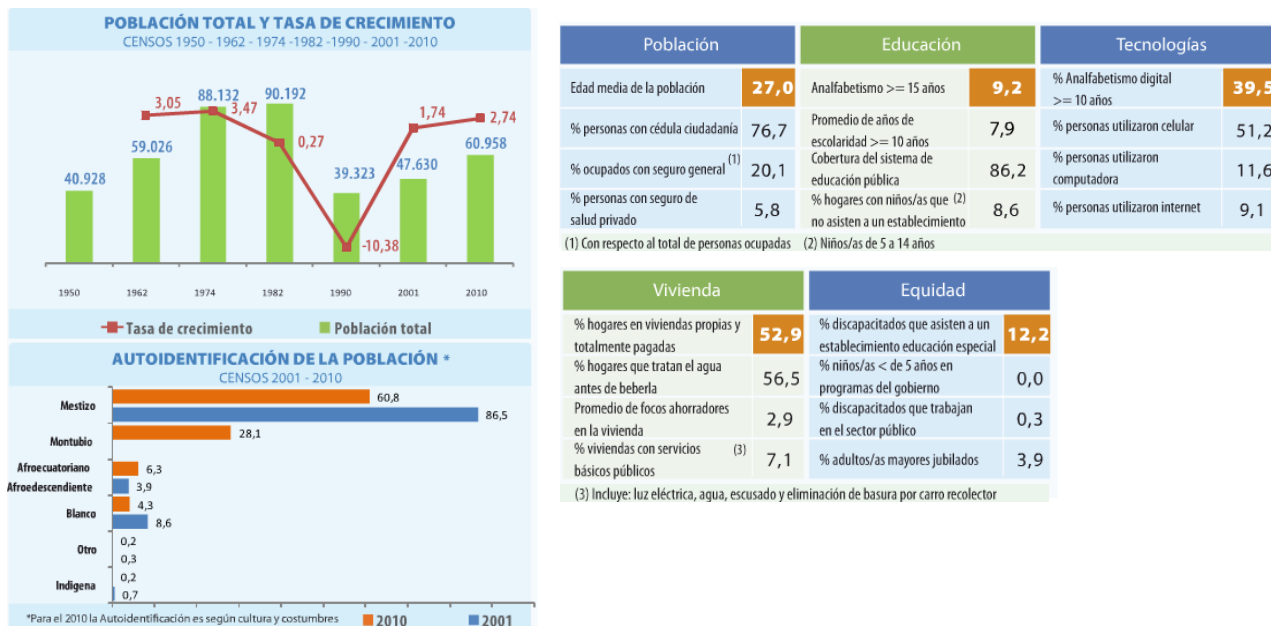 POBLACIÓN TOTAL Y TASA DE CRECIMIENTO
CENSOS 1950 - 1962 - 1974 -1982 -1990 - 2001 -2010
40.928
59.026
88.132
90.192
39.323
47.630
60.958
3,05
3,47
0,27
-10,38
1,74
2,74
1950
1962
1974
1982
1990
2001
2010
Tasa de crecimiento
Población total
AUTOIDENTIFICACIÓN DE LA POBLACIÓN *
CENSOS 2001 - 2010
Mestizo
60,8
86,5
Montubio
28,1
Afroecuatoriano
6,3
Afroedescendiente
3,9
Blanco
4,3
8,6
Otro
0,2
0,3
Indigena
0,2
0,7
*Para el 2010 la Autoidentificación es según cultura y costumbres
2010
2001
Población
Edad media de la población 27,0
% personas con cédula ciudadanía 76,7
% ocupados con seguro general (1) 20,1
% personas con seguro de
salud privado 5,8
Educación
Analfabetismo >= 15 años 9,2
Promedio de años de
escolaridad >= 10 años 7,9
Cobertura del sistema de
educación pública 86,2
% hogares con niños/as que (2)
no asisten a un establecimiento 8,6
Tecnologías
% Analfabetismo digital
>= 10 años 39,5
% personas utilizaron celular 51,2
% personas utilizaron
computadora 11,6
% personas utilizaron internet 9,1
(1) Con respecto al total de personas ocupadas (2) Niños/as de 5 a 14 años
Vivienda
% hogares en viviendas propias y
totalmente pagadas 52,9
% hogares que tratan el agua
antes de beberla 56,5
Promedio de focos ahorradores
en la vivienda 2,9
% viviendas con servicios (3)
básicos públicos 7,1
Equidad
% discapacitados que asisten a un
establecimiento educación especial 12,2
% niños/as < de 5 años en
programas del gobierno 0,0
% discapacitados que trabajan
en el sector público 0,3
% adultos/as mayores jubilados 3,9
(3) Incluye: luz eléctrica, agua, escusado y eliminación de basura por carro recolector